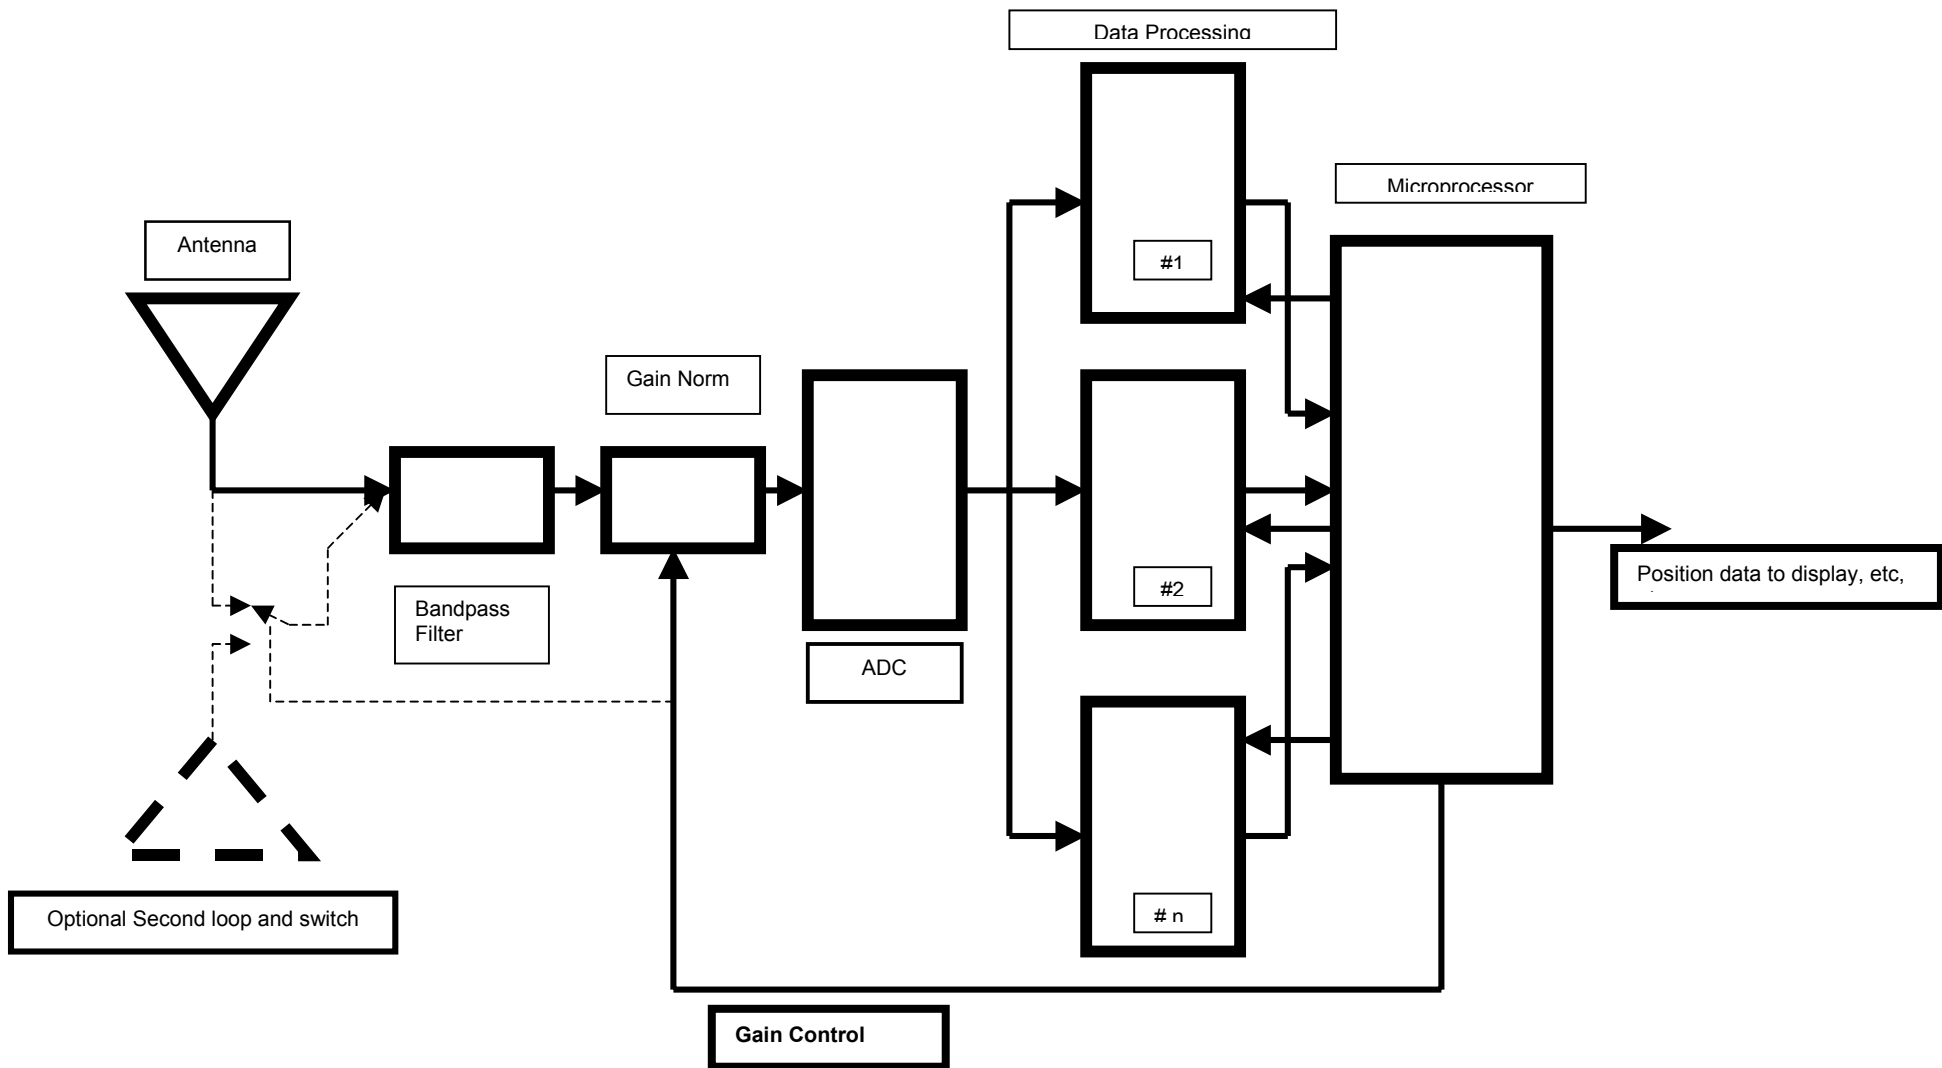 Data Processing
Microprocessor
Antenna
#1
Gain Norm
Position data to display, etc,
#2
Bandpass
Filter
ADC
Optional Second loop and switch
# n
Gain Control